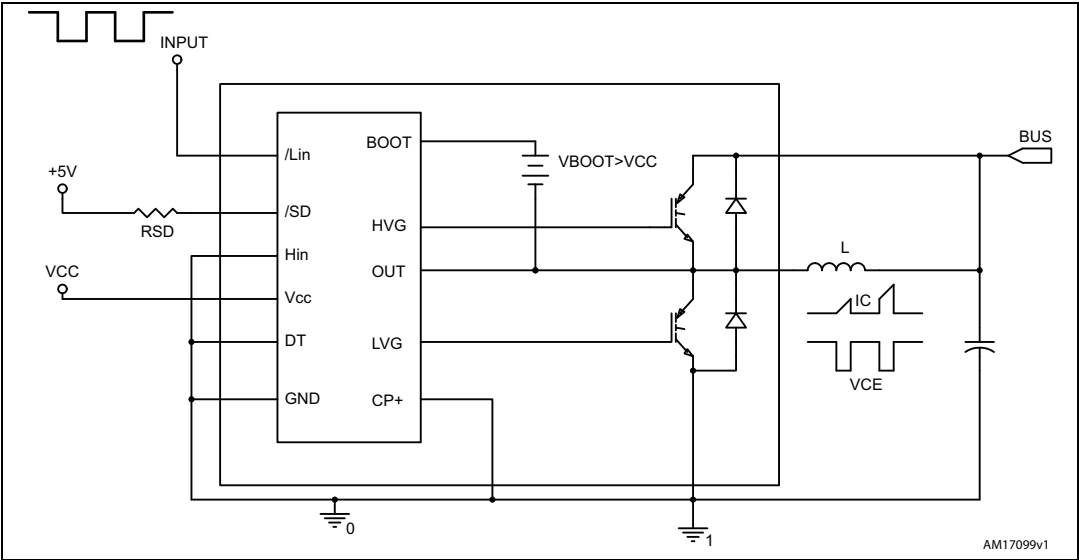 INPUT
/Lin
BOOT
VBOOT>VCC
BUS
+5V
/SD
RSD
HVG
Hin
OUT
L
VCC
Vcc
IC
DT
LVG
VCE
GND
CP+
0
1
AM17099v1